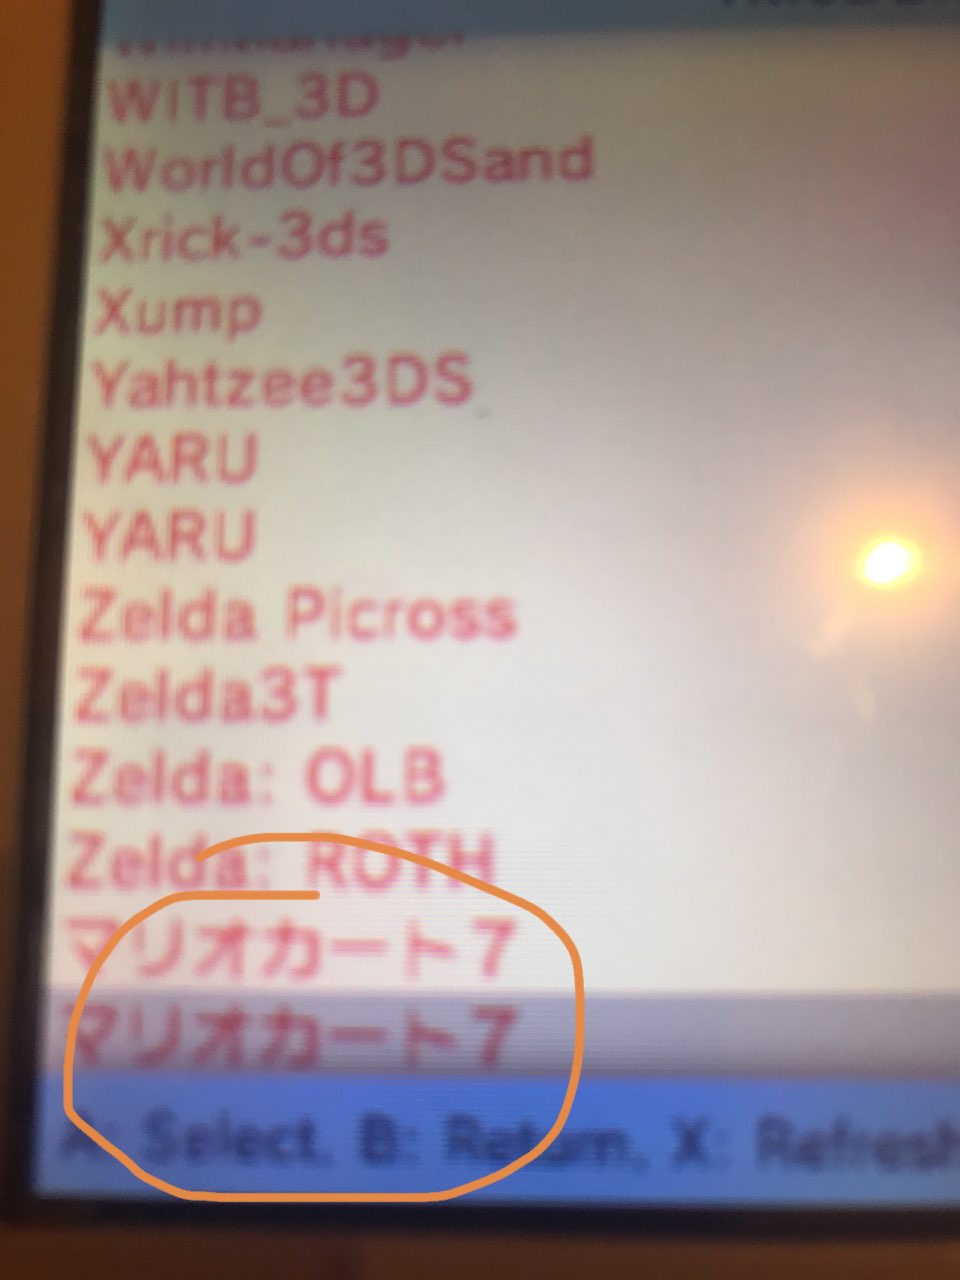 WITB_3D
WorldOf3DSand
Xrick-3ds
Xump
Yahtzee3DS
YARU
YARU
Zelda Picross
Zelda3T
Zelda: OLB
Zelda: ROTH
マリオカート7
マリオカート7
A: Select, B: Return, X: Refresh